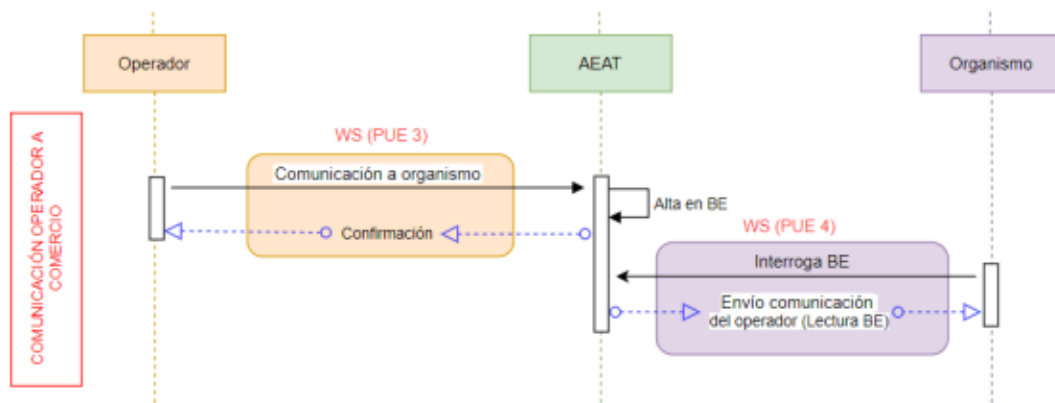 Operador
AEAT
Organismo
COMUNICACIÓN OPERADOR A
COMERCIO
WS (PUE 3)
Comunicación a organismo
Confirmación
Alta en BE
WS (PUE 4)
Interroga BE
Envío comunicación
del operador (Lectura BE)